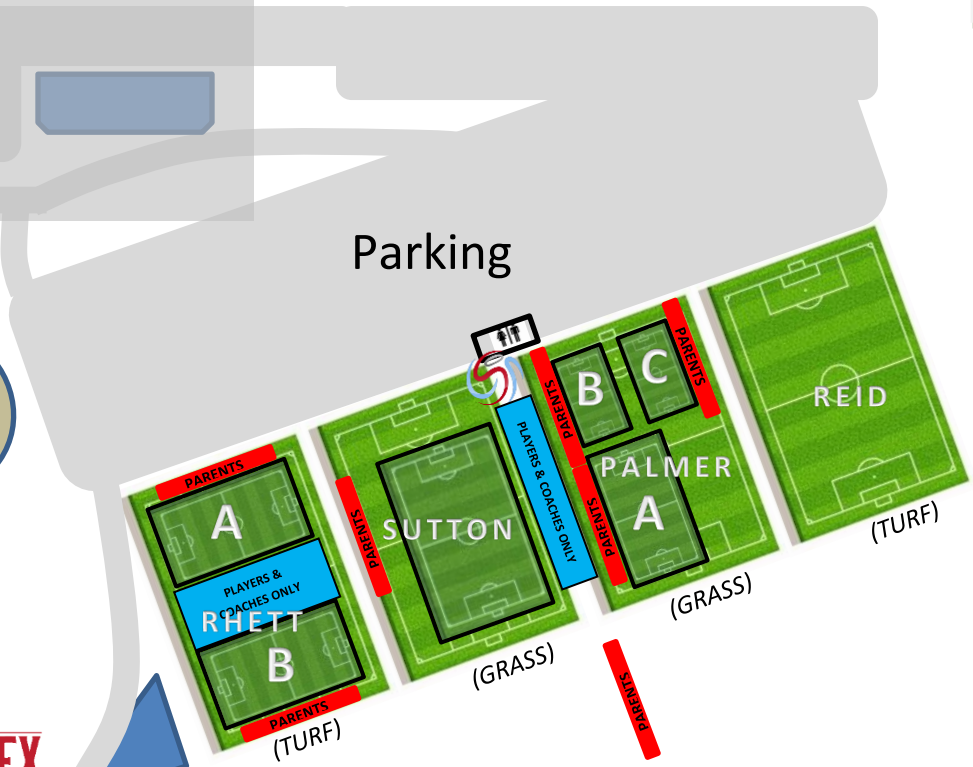 Parking
REID
(TURF)
PARENTS
C
B
PARENTS
PALMER
A
PARENTS
(GRASS)
PLAYERS & COACHES ONLY
SUTTON
PARENTS
(GRASS)
PARENTS
A
PLAYERS &
COACHES ONLY
RHETT
B
PARENTS
(TURF)
PARENTS
EX